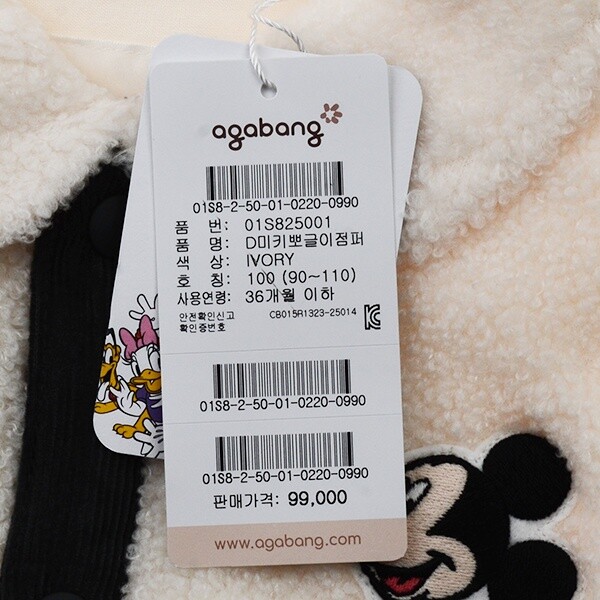 agabang
01S8-2-50-01-0220-0990
품 번: 01S825001
품 명: D미키뽀글이점퍼
색 상: IVORY
호 칭: 100 (90~110)
사용연령: 36개월 이하
안전확인신고 CB015R1323-25014
확인증번호
01S8-2-50-01-0220-0990
01S8-2-50-01-0220-0990
판매가격: 99,000
www.agabang.com